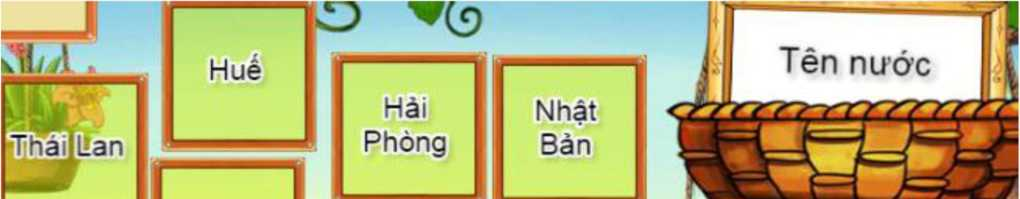 Huế
Thái Lan
Hải
Phòng
Nhật
Bản
Tên nước